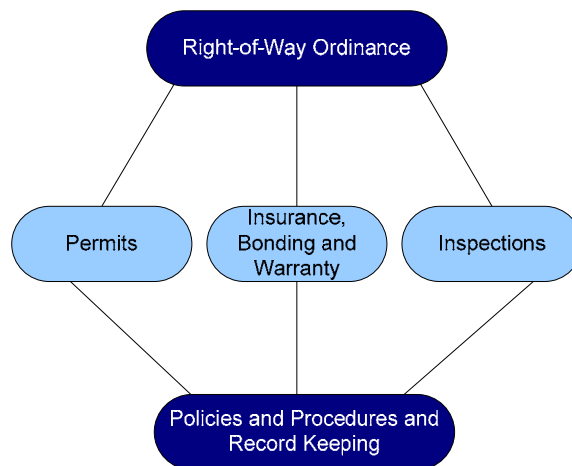 Right-of-Way Ordinance
Permits
Insurance,
Bonding and
Warranty
Inspections
Policies and Procedures and
Record Keeping